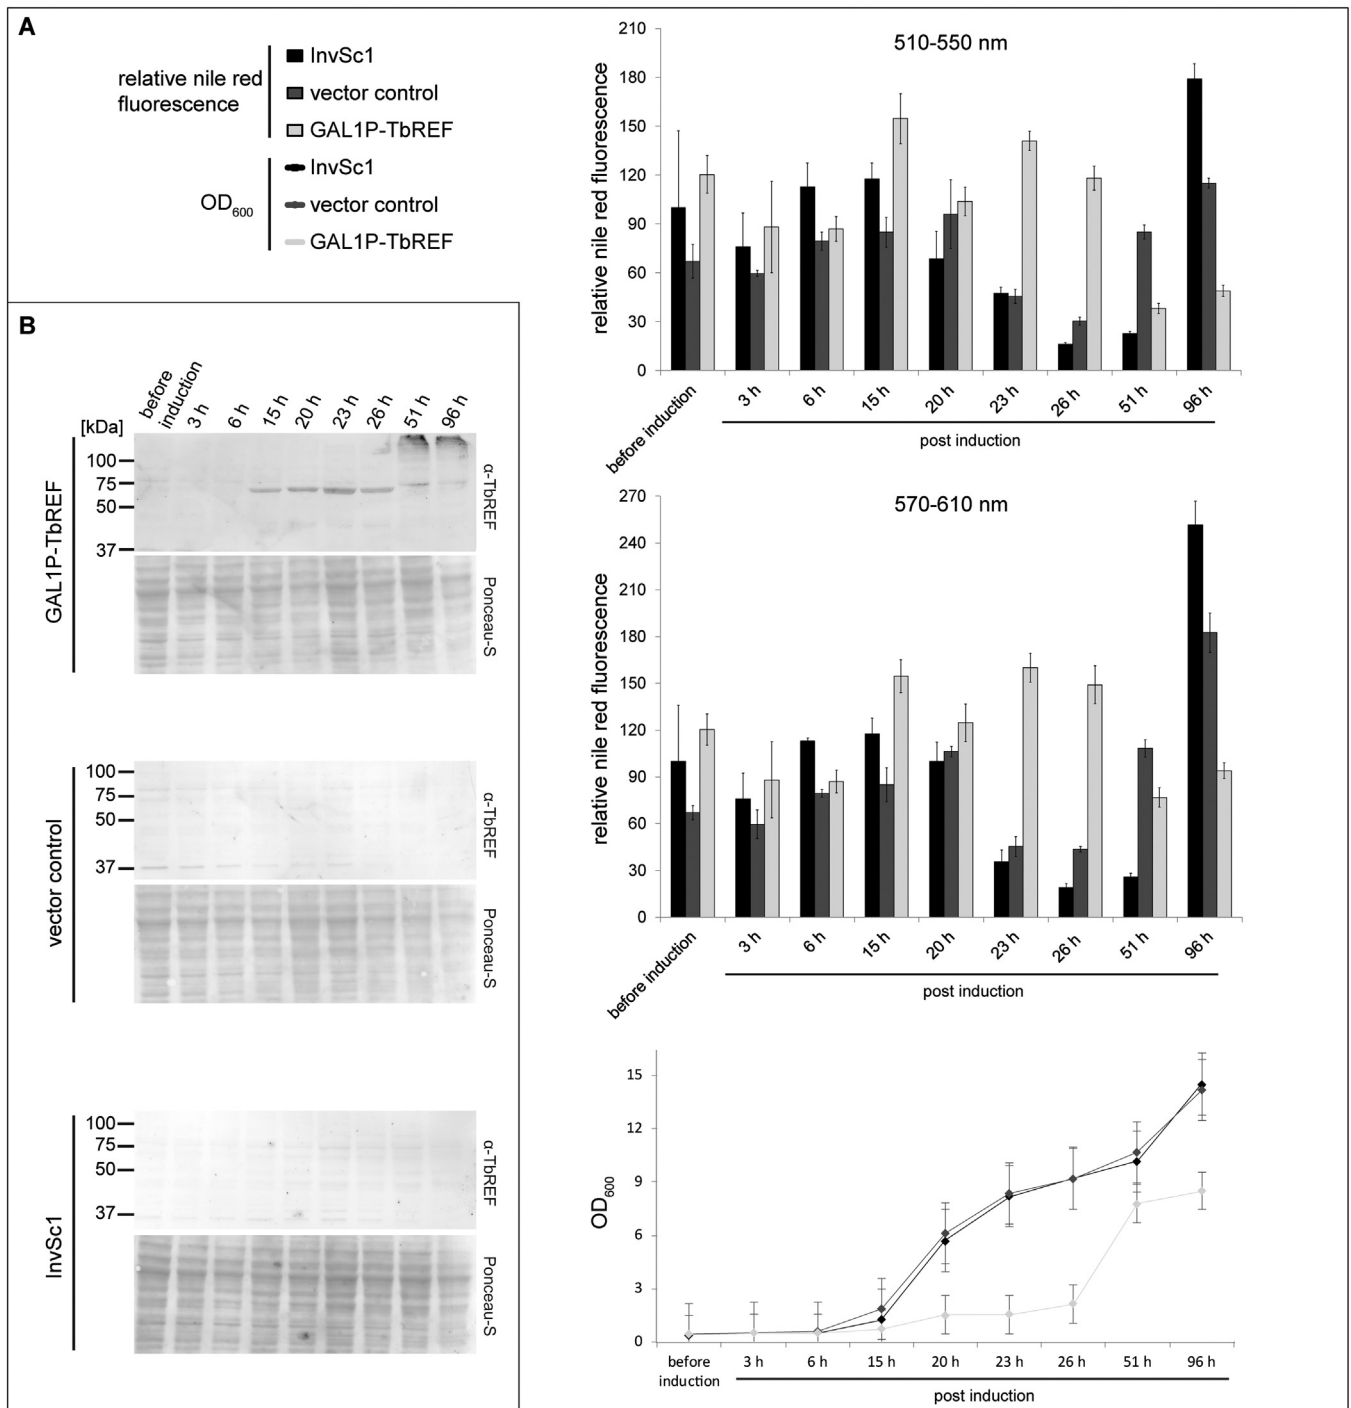 A
relative nile red
fluorescence
InvSc1
vector control
GAL1P-TbREF
OD600
InvSc1
vector control
GAL1P-TbREF
510-550 nm
relative nile red fluorescence
210
180
150
120
90
60
30
0
before induction
3 h
6 h
15 h
20 h
23 h
26 h
51 h
96 h
post induction
570-610 nm
relative nile red fluorescence
270
240
210
180
150
120
90
60
30
0
before induction
3 h
6 h
15 h
20 h
23 h
26 h
51 h
96 h
post induction
OD600
15
12
9
6
3
0
before
induction
3 h
6 h
15 h
20 h
23 h
26 h
51 h
96 h
post induction
B
before
induction
3 h
6 h
15 h
20 h
23 h
26 h
51 h
96 h
[kDa]
GAL1P-TbREF
100
75
50
37
α-TbREF
Ponceau-S
vector control
100
75
50
37
α-TbREF
Ponceau-S
InvSc1
100
75
50
37
α-TbREF
Ponceau-S